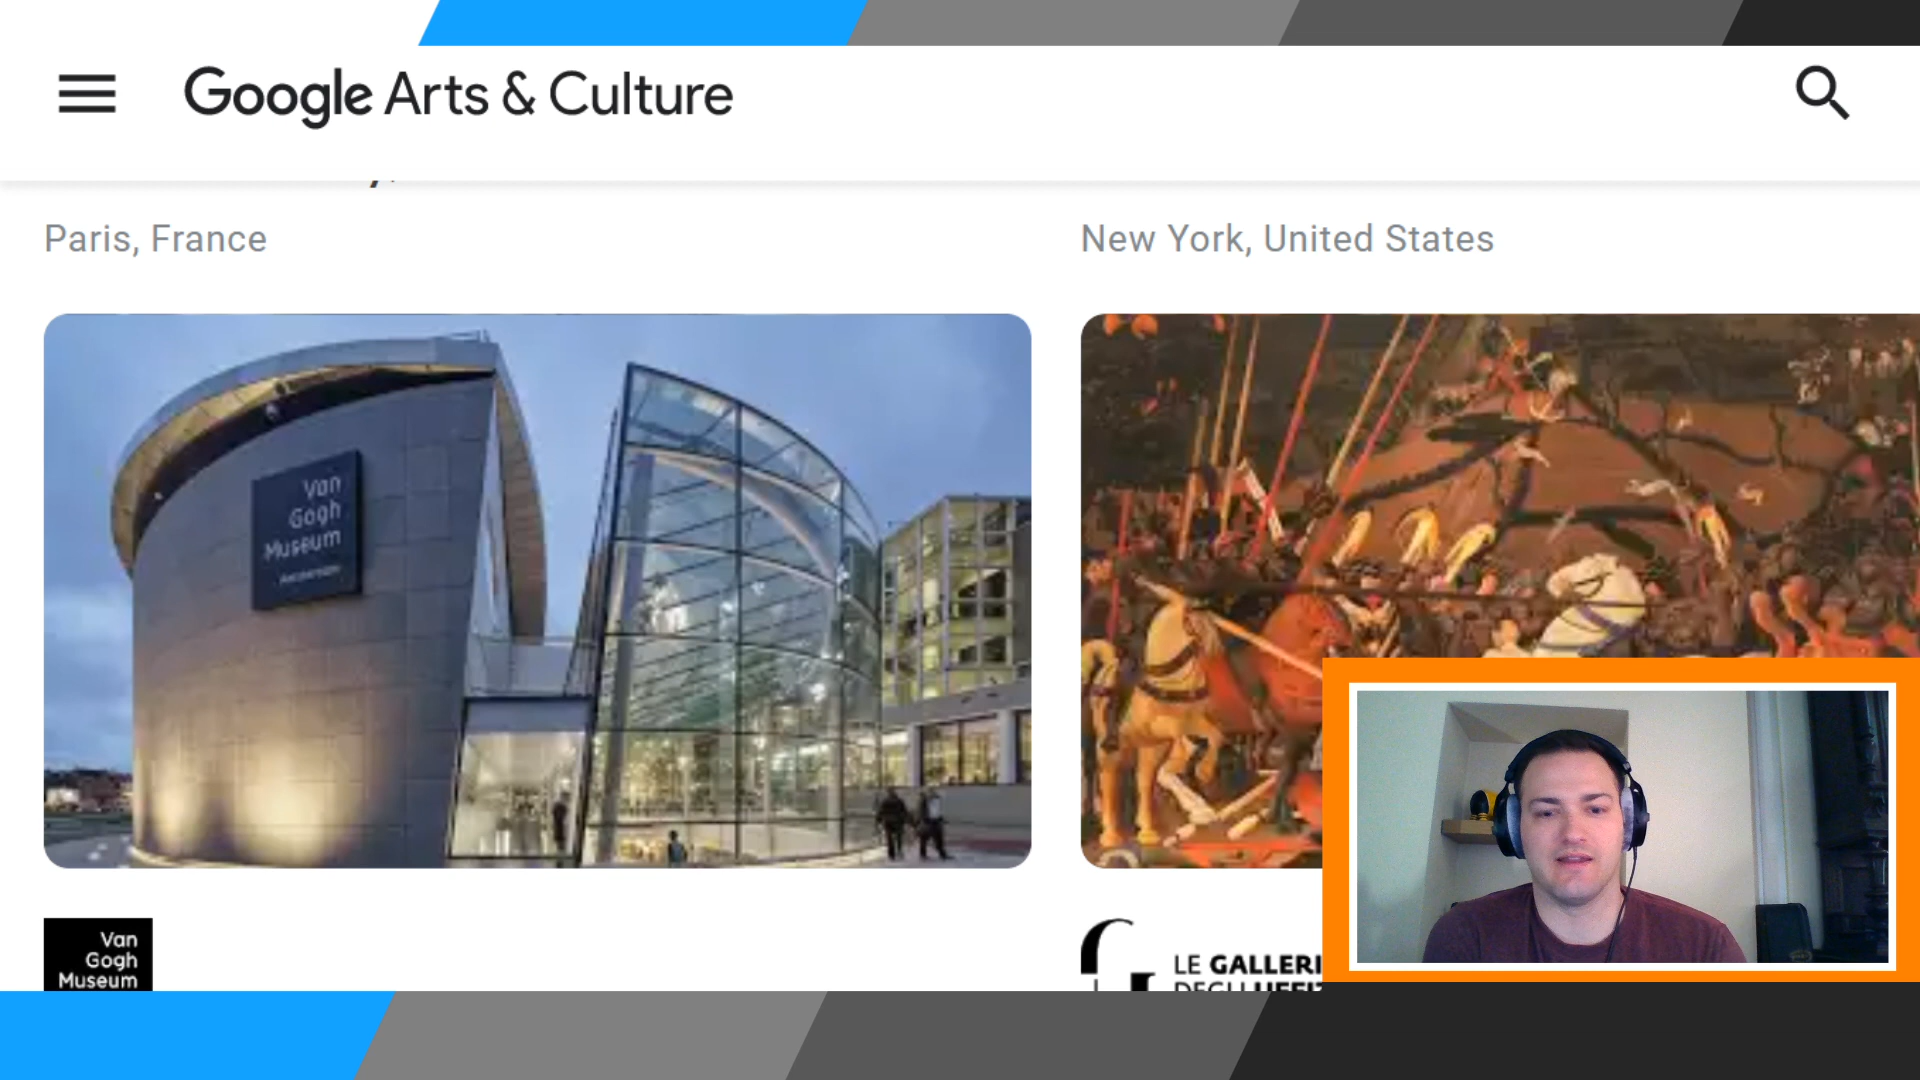 Google Arts & Culture
Paris, France
New York, United States
Van
Gogh
Museum
Van
Gogh
Museum
LE GALLERI